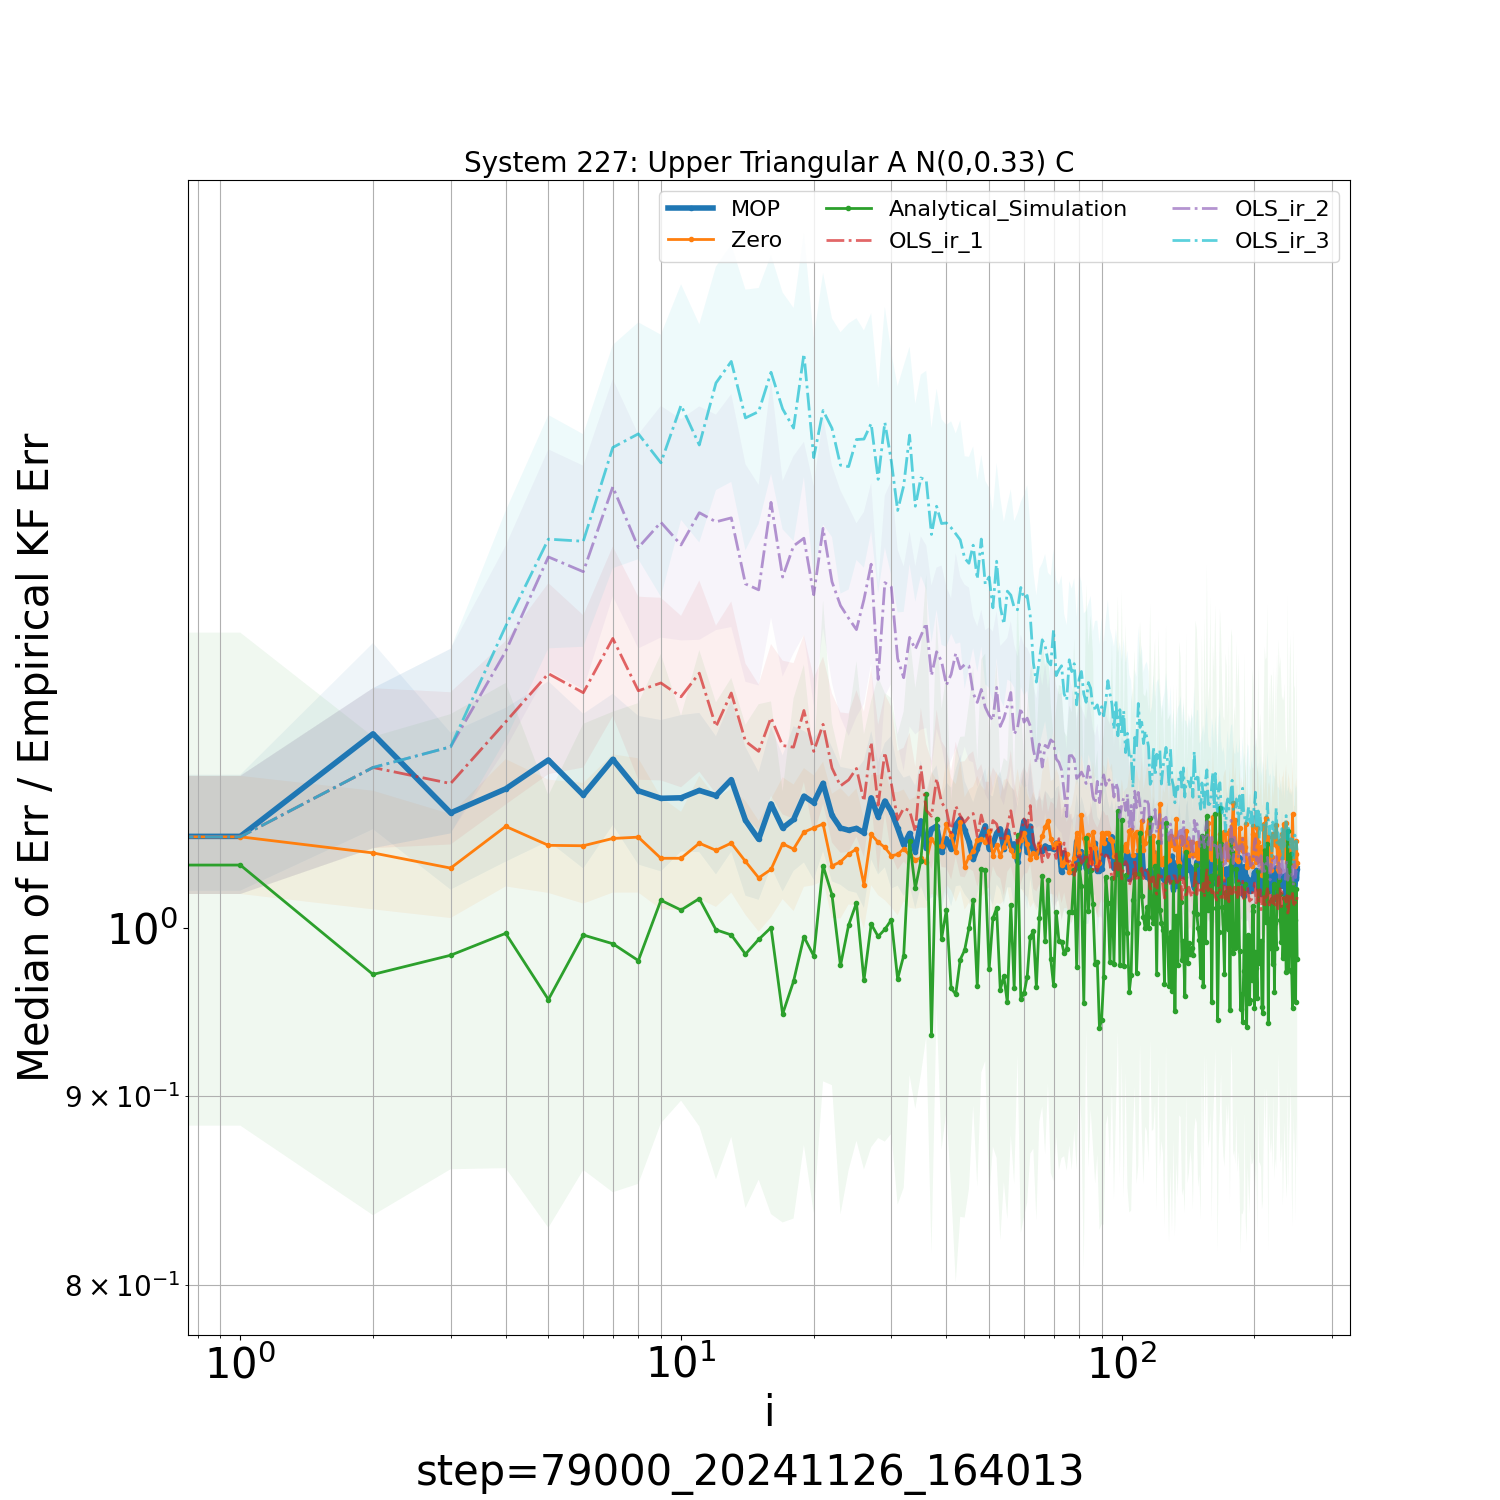 System 227: Upper Triangular A N(0,0.33) C
MOP
Zero
Analytical_Simulation
OLS_ir_1
OLS_ir_2
OLS_ir_3
Median of Err / Empirical KF Err
10⁰
9 × 10⁻¹
8 × 10⁻¹
10⁰ 10¹ 10²
i
step=79000_20241126_164013